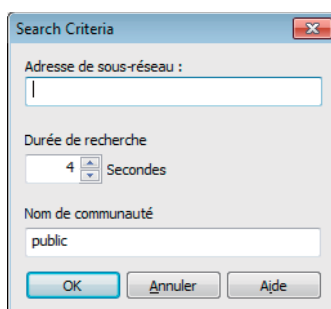 Search Criteria
Adresse de sous-réseau :
Durée de recherche
4 Secondes
Nom de communauté
public
OK Annuler Aide